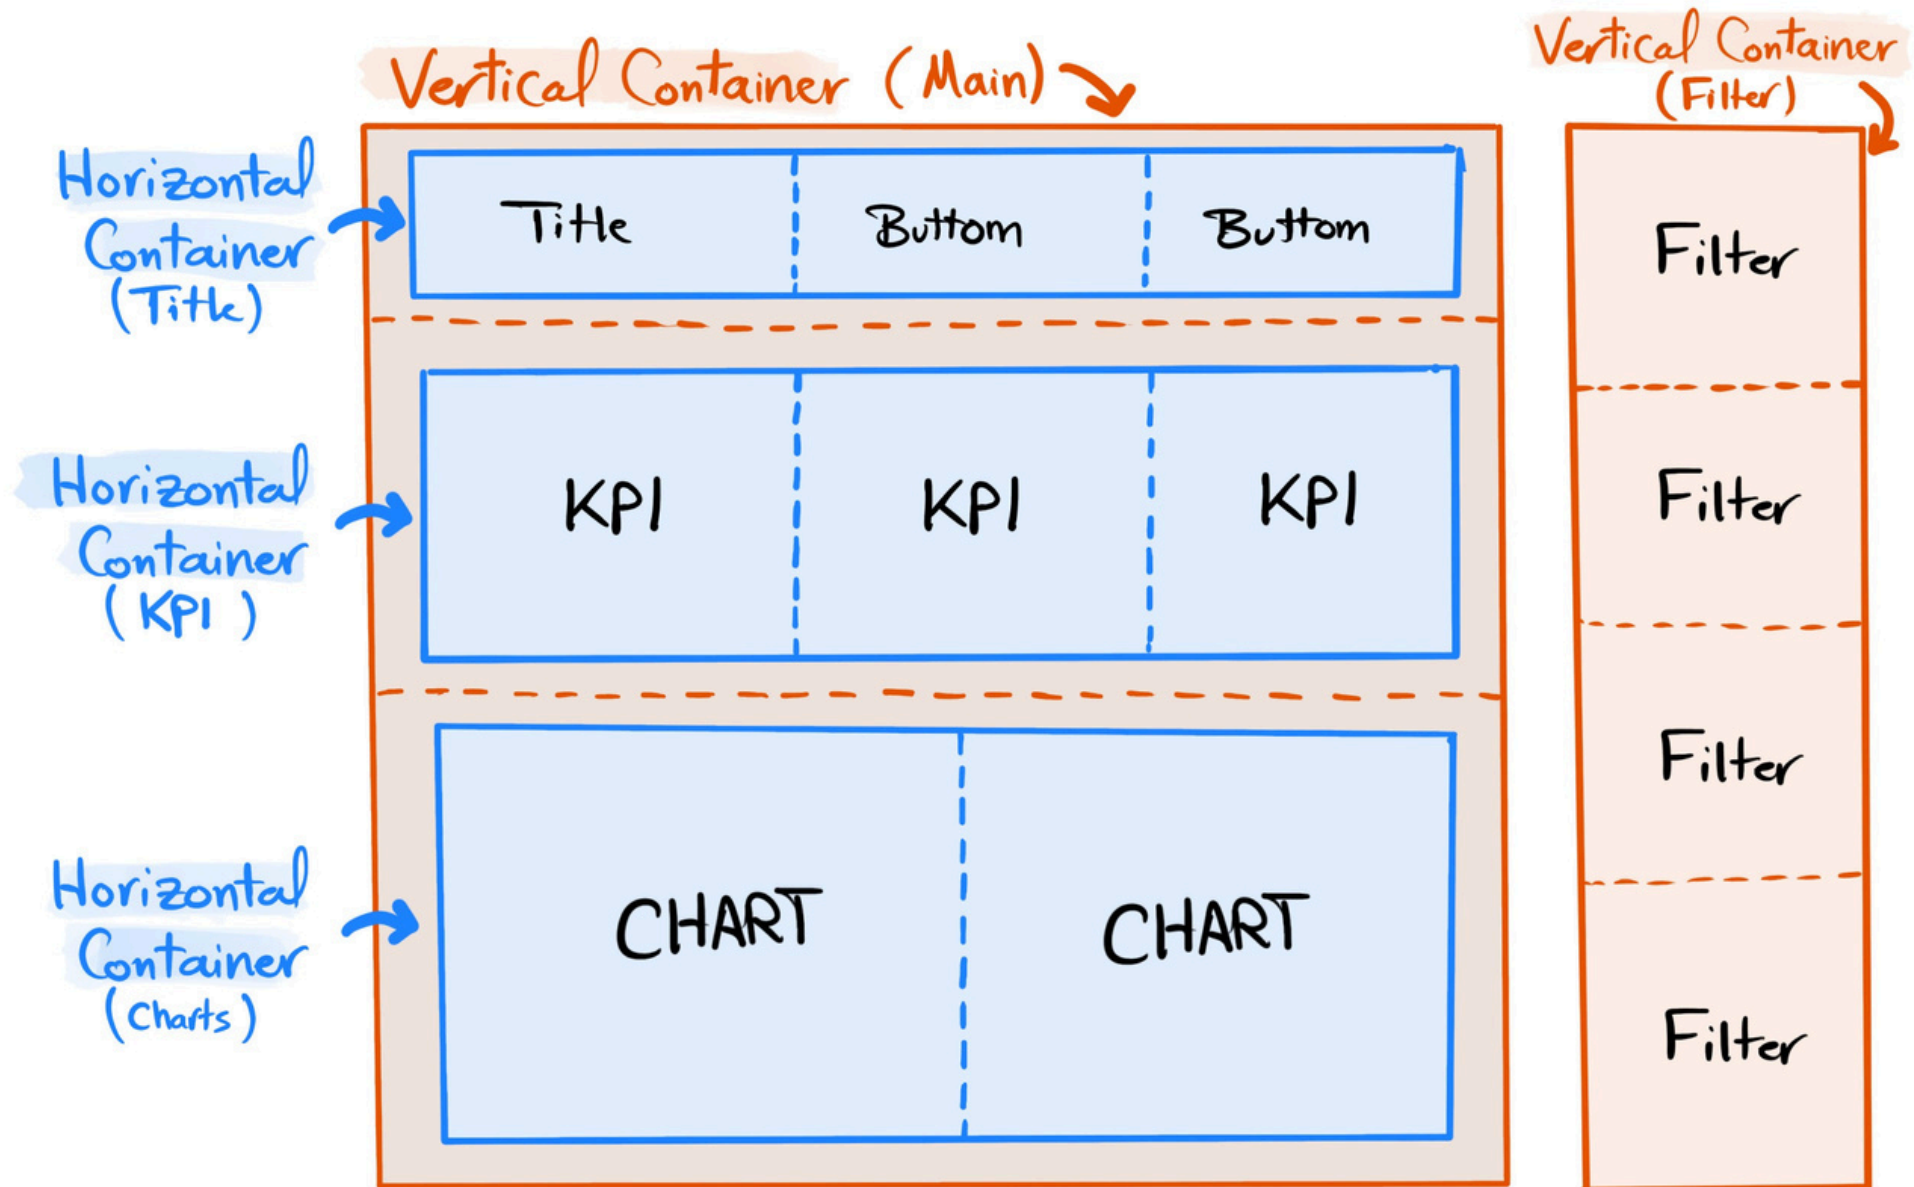 Vertical Container (Main)
Vertical Container
(Filter)
Horizontal
Container
(Title)
Title
Buttom
Buttom
Horizontal
Container
(KPI)
KPI
KPI
KPI
Horizontal
Container
(Charts)
CHART
CHART
Filter
Filter
Filter
Filter